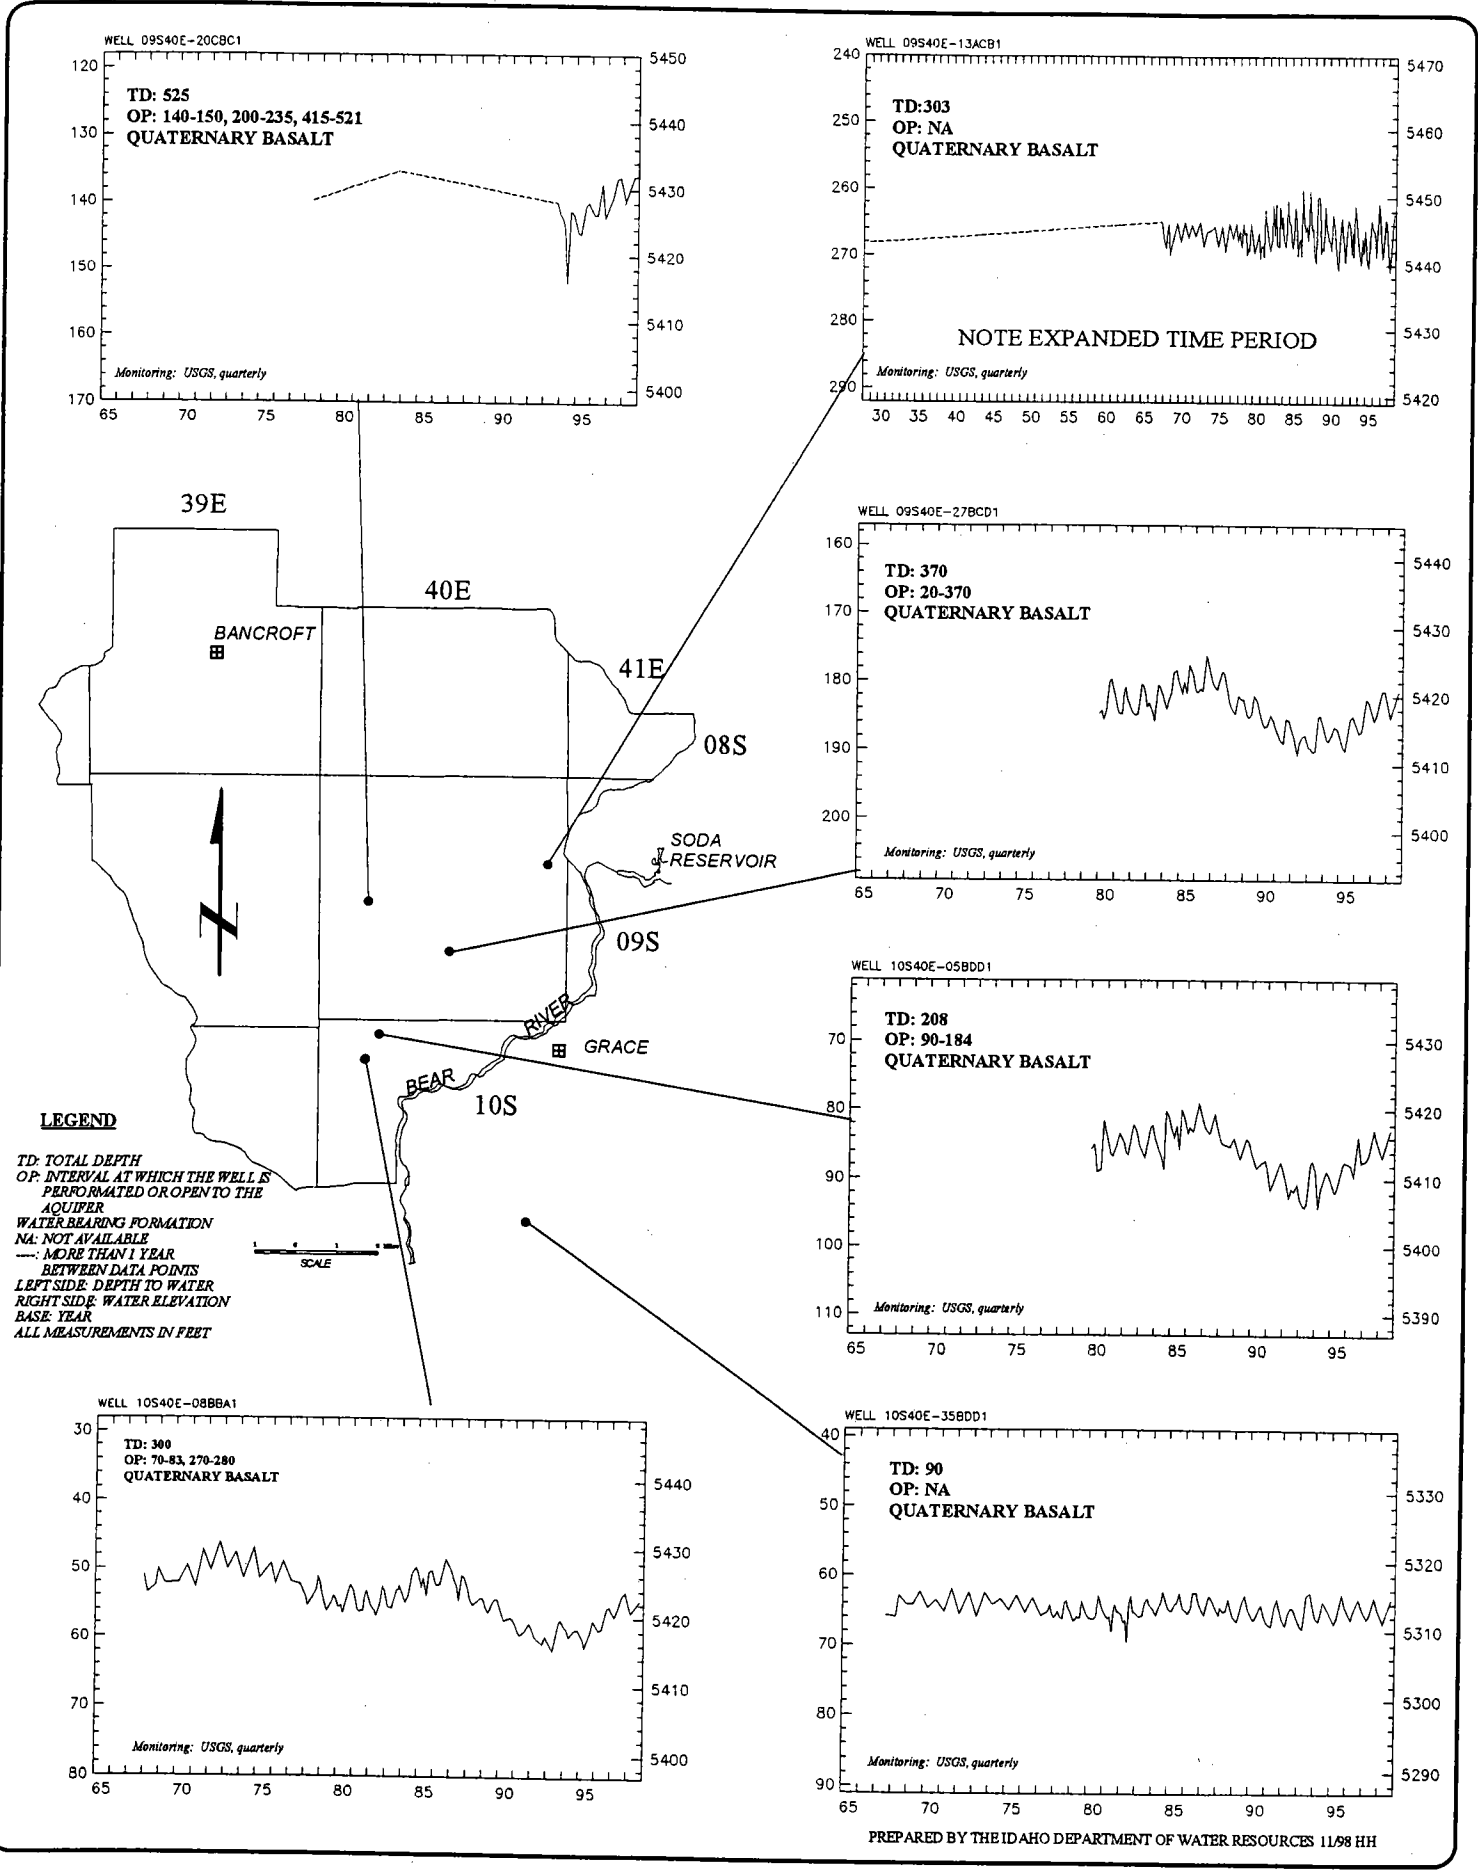 WELL 09S40E-20CBC1
TD: 525
OP: 140-150, 200-235, 415-521
QUATERNARY BASALT
120
130
140
150
160
170
5450
5440
5430
5420
5410
5400
Monitoring: USGS, quarterly
65 70 75 80 85 90 95
WELL 09S40E-13ACB1
TD:303
OP: NA
QUATERNARY BASALT
240
250
260
270
280
290
5470
5460
5450
5440
5430
5420
NOTE EXPANDED TIME PERIOD
Monitoring: USGS, quarterly
30 35 40 45 50 55 60 65 70 75 80 85 90 95
39E
40E
BANCROFT
41E
08S
SODA
RESERVOIR
09S
RIVER
GRACE
BEAR
10S
WELL 09S40E-27BCD1
TD: 370
OP: 20-370
QUATERNARY BASALT
160
170
180
190
200
5440
5430
5420
5410
5400
Monitoring: USGS, quarterly
65 70 75 80 85 90 95
WELL 10S40E-05BDD1
TD: 208
OP: 90-184
QUATERNARY BASALT
70
80
90
100
110
5430
5420
5410
5400
5390
Monitoring: USGS, quarterly
65 70 75 80 85 90 95
LEGEND
TD: TOTAL DEPTH
OP: INTERVAL AT WHICH THE WELL IS
PERFORMATED OR OPEN TO THE
AQUIFER
WATER BEARING FORMATION
NA: NOT AVAILABLE
----: MORE THAN 1 YEAR
BETWEEN DATA POINTS
LEFT SIDE: DEPTH TO WATER
RIGHT SIDE: WATER ELEVATION
BASE: YEAR
ALL MEASUREMENTS IN FEET
SCALE
WELL 10S40E-08BBA1
TD: 300
OP: 70-83, 270-280
QUATERNARY BASALT
30
40
50
60
70
80
5440
5430
5420
5410
5400
Monitoring: USGS, quarterly
65 70 75 80 85 90 95
WELL 10S40E-35BDD1
TD: 90
OP: NA
QUATERNARY BASALT
40
50
60
70
80
90
5330
5320
5310
5300
5290
Monitoring: USGS, quarterly
65 70 75 80 85 90 95
PREPARED BY THE IDAHO DEPARTMENT OF WATER RESOURCES 11/98 HH